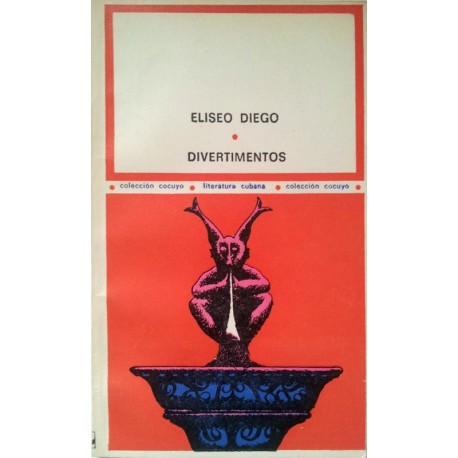 ELISEO DIEGO
DIVERTIMENTOS
colección cocuyo • literatura cubana • colección cocuyo